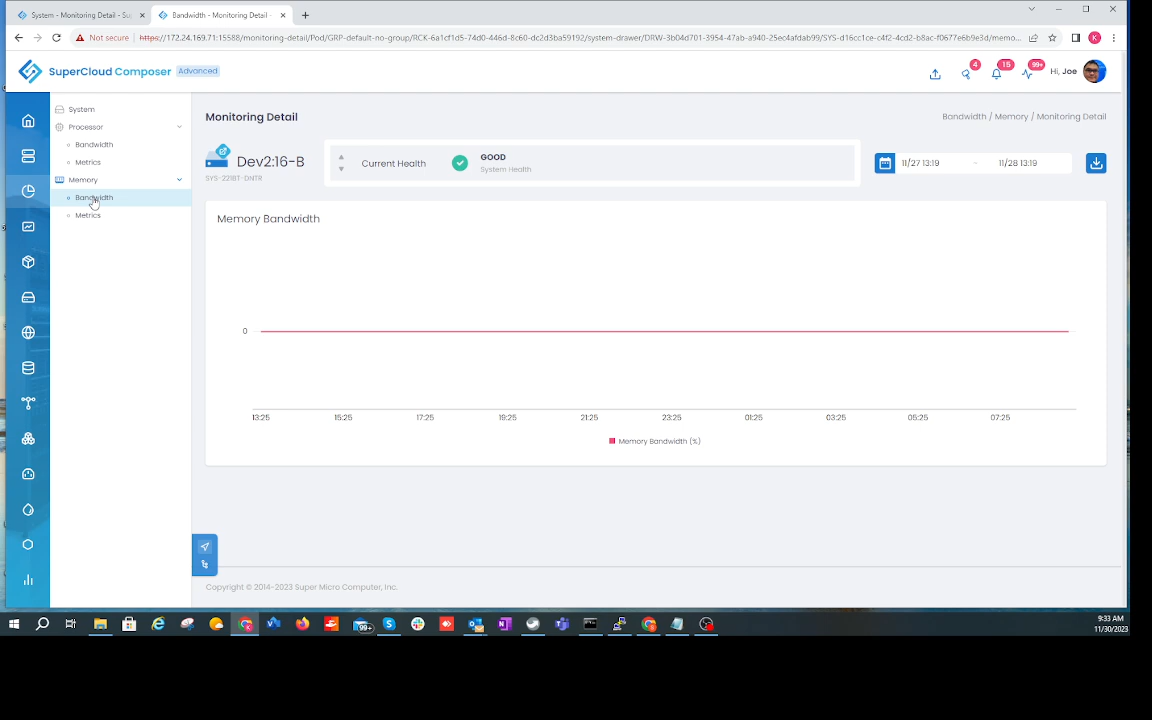 System - Monitoring Detail - Su
Bandwidth - Monitoring Detail -
Not secure
https://172.24.169.71:15588/monitoring-detail/Pod/GRP-default-no-group/RCK-6a1cf1d5-74d0-446d-8c60-dc2d3ba59192/system-drawer/DRW-3b04d701-3954-47ab-a940-25ec4afdab99/SYS-d16cc1ce-c4f2-4cd2-b8ac-f0677e6b9e3d/memo...
K
SuperCloud Composer Advanced
4
15
99+
Hi, Joe
System
Processor
Bandwidth
Metrics
Memory
Bandwidth
Metrics
Monitoring Detail
Bandwidth / Memory / Monitoring Detail
Dev2:16-B
SYS-221BT-DNTR
Current Health
GOOD
System Health
11/27 13:19 - 11/28 13:19
Memory Bandwidth
0
13:25 15:25 17:25 19:25 21:25 23:25 01:25 03:25 05:25 07:25
Memory Bandwidth (%)
Copyright © 2014-2023 Super Micro Computer, Inc.
99+
9:33 AM
11/30/2023